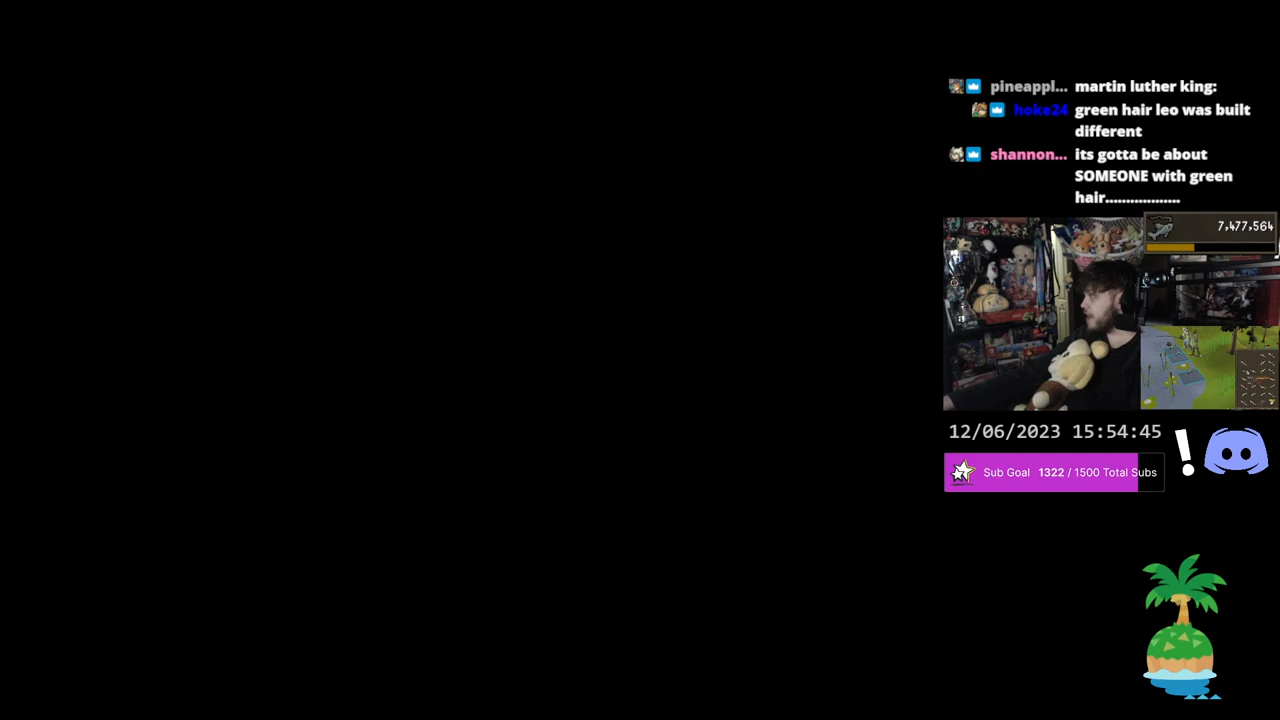 pineappl... martin luther king:
hoke24 green hair leo was built
different
shannon... its gotta be about
SOMEONE with green
hair..................
7,477,564
12/06/2023 15:54:45
Sub Goal 1322 / 1500 Total Subs